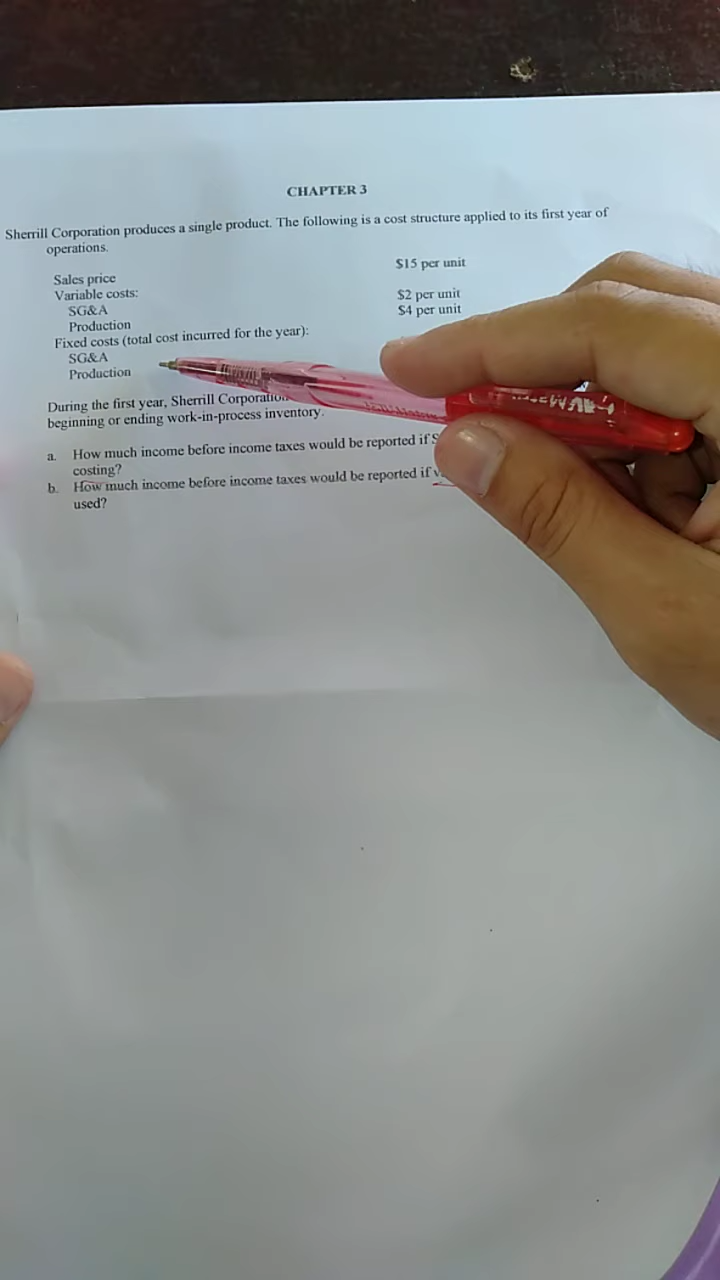 CHAPTER 3
Sherrill Corporation produces a single product. The following is a cost structure applied to its first year of
operations.
Sales price $15 per unit
Variable costs:
SG&A $2 per unit
Production $4 per unit
Fixed costs (total cost incurred for the year):
SG&A
Production
During the first year, Sherrill Corporation
beginning or ending work-in-process inventory.
a. How much income before income taxes would be reported if
costing?
b. How much income before income taxes would be reported if
used?